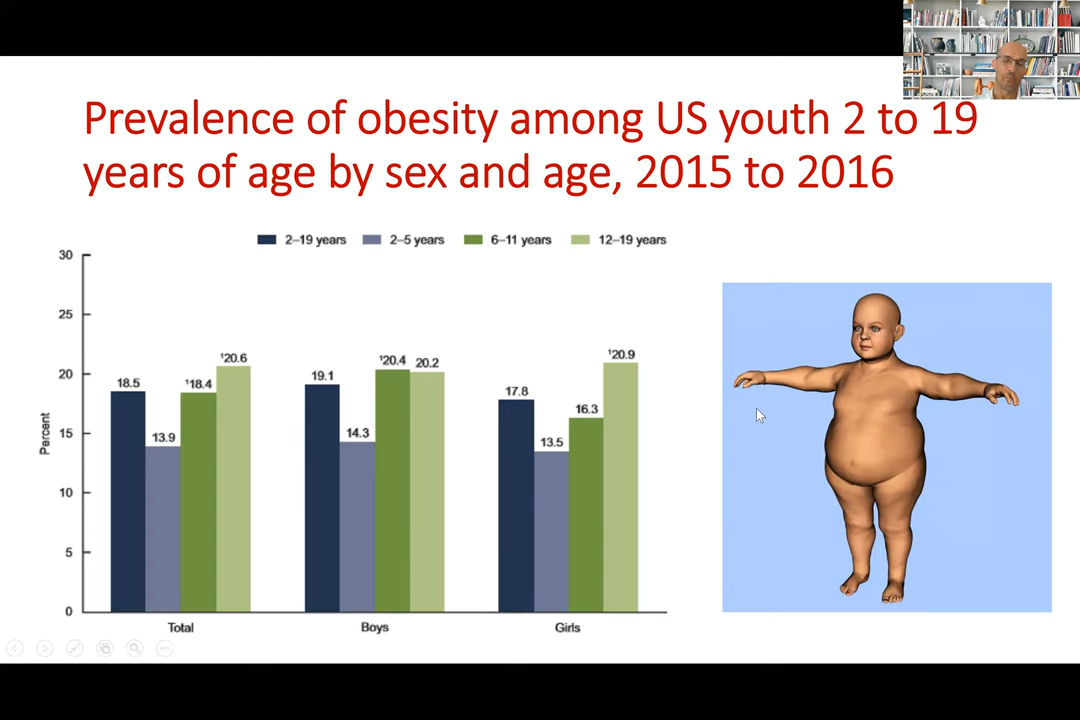 Prevalence of obesity among US youth 2 to 19
years of age by sex and age, 2015 to 2016
2–19 years 2–5 years 6–11 years 12–19 years
30
25
20
15
10
5
0
Percent
18.5 13.9 ¹18.4 ¹20.6
19.1 14.3 ¹20.4 20.2
17.8 13.5 16.3 ¹20.9
Total Boys Girls